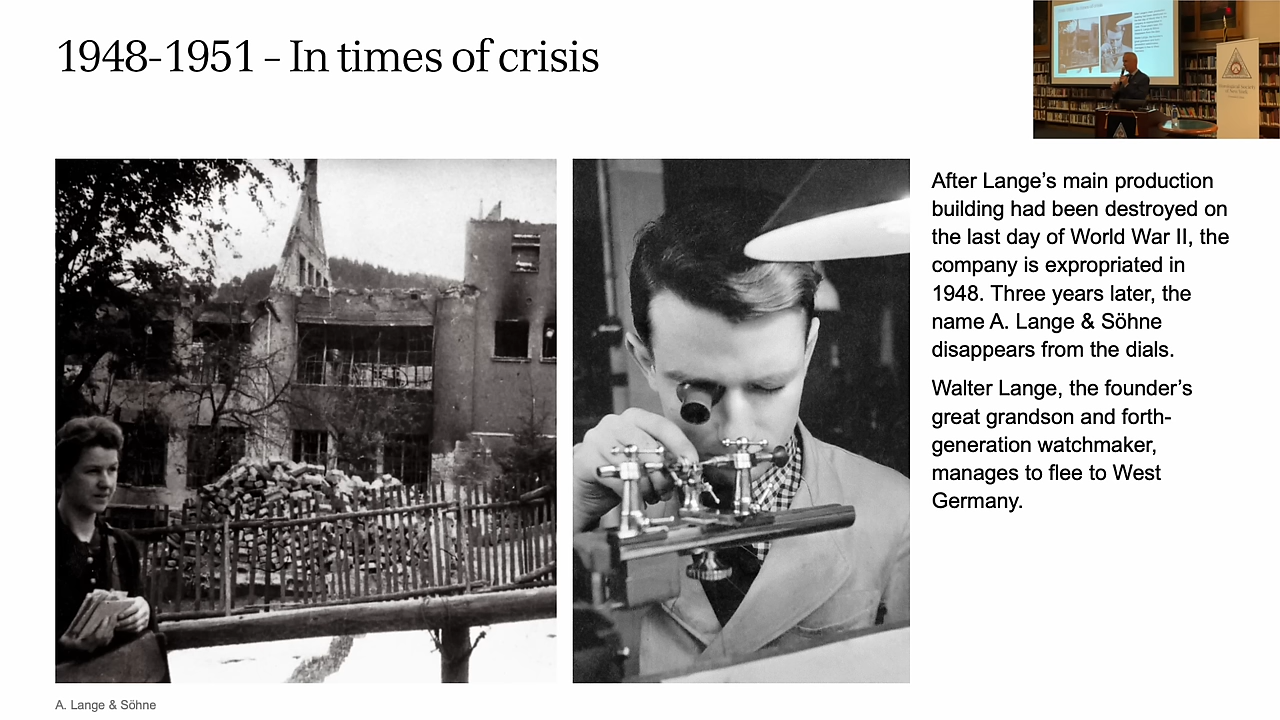 1948-1951 – In times of crisis
After Lange’s main production
building had been destroyed on
the last day of World War II, the
company is expropriated in
1948. Three years later, the
name A. Lange & Söhne
disappears from the dials.
Walter Lange, the founder’s
great grandson and forth-
generation watchmaker,
manages to flee to West
Germany.
A. Lange & Söhne